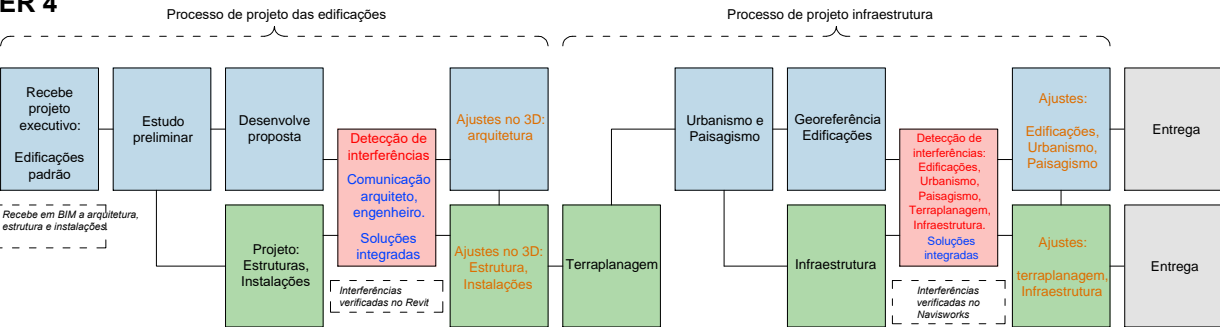 ER 4
Processo de projeto das edificações
Processo de projeto infraestrutura
Recebe
projeto
executivo:
Edificações
padrão
Estudo
preliminar
Desenvolve
proposta
Detecção de
interferências
Comunicação
arquiteto,
engenheiro.
Soluções
integradas
Ajustes no 3D:
arquitetura
Urbanismo e
Paisagismo
Georeferência
Edificações
Detecção de
interferências:
Edificações,
Urbanismo,
Paisagismo,
Terraplanagem,
Infraestrutura.
Soluções
integradas
Ajustes:
Edificações,
Urbanismo,
Paisagismo
Entrega
Recebe em BIM a arquitetura,
estrutura e instalações.
Projeto:
Estruturas,
Instalações
Interferências
verificadas no Revit
Ajustes no 3D:
Estrutura,
Instalações
Terraplanagem
Infraestrutura
Interferências
verificadas no
Navisworks
Ajustes:
terraplanagem,
Infraestrutura
Entrega